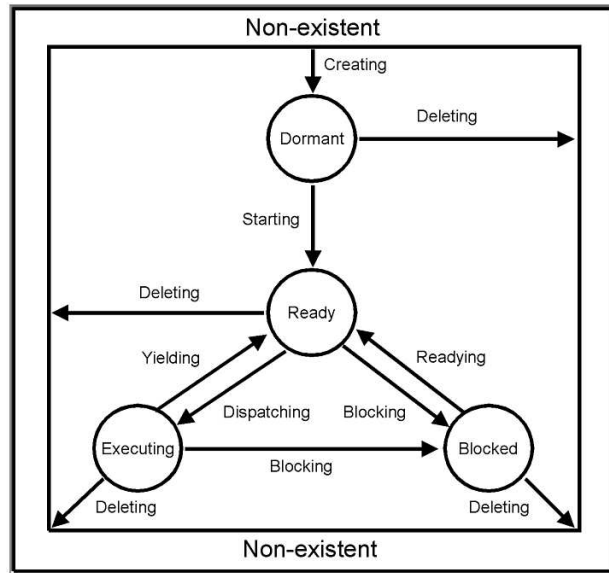 Non-existent
Creating
Deleting
Dormant
Starting
Deleting
Ready
Yielding
Readying
Dispatching
Blocking
Executing
Blocked
Blocking
Deleting
Deleting
Non-existent